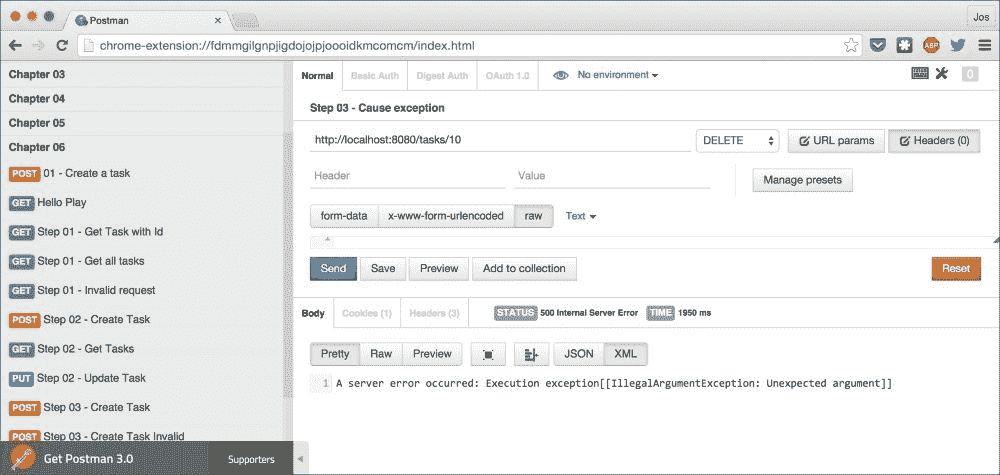 Postman
Jos
chrome-extension://fdmmgilgnpjigdojojpjoooidkmcomcm/index.html
ABP
Chapter 03
Chapter 04
Chapter 05
Chapter 06
POST 01 - Create a task
GET Hello Play
GET Step 01 - Get Task with Id
GET Step 01 - Get all tasks
GET Step 01 - Invalid request
POST Step 02 - Create Task
GET Step 02 - Get Tasks
PUT Step 02 - Update Task
POST Step 03 - Create Task
POST Step 03 - Create Task Invalid
Get Postman 3.0 Supporters
Normal Basic Auth Digest Auth OAuth 1.0 No environment 0
Step 03 - Cause exception
http://localhost:8080/tasks/10 DELETE URL params Headers (0)
Header Value Manage presets
form-data x-www-form-urlencoded raw Text
Send Save Preview Add to collection Reset
Body Cookies (1) Headers (3) STATUS 500 Internal Server Error TIME 1950 ms
Pretty Raw Preview JSON XML
1 A server error occurred: Execution exception[[IllegalArgumentException: Unexpected argument]]